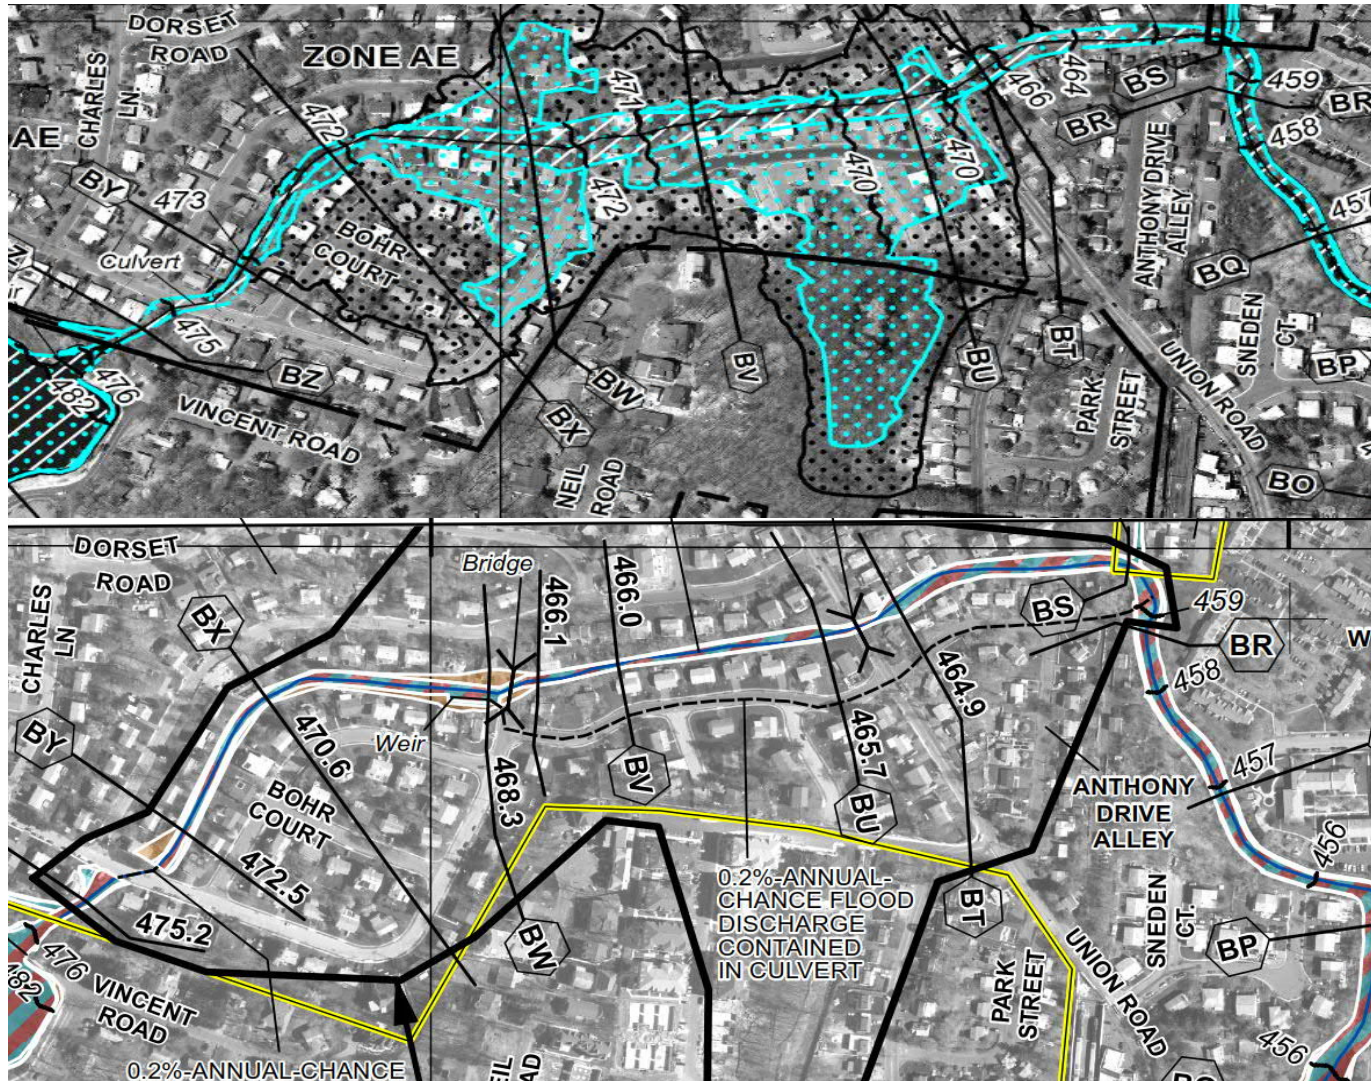 DORSET
ROAD
ZONE AE
CHARLES
LN
AE
472
471
466
464
BS
459
BR
BR
458
BY
473
Culvert
BOHR
COURT
472
470
470
ANTHONY DRIVE
ALLEY
457
BQ
475
BZ
476
482
VINCENT ROAD
BX
BW
BV
BU
BT
NEIL
ROAD
PARK
STREET
UNION ROAD
SNEDEN
CT.
BP
BO
DORSET
ROAD
CHARLES
LN
Bridge
BX
466.1
466.0
BS
459
BR
W
458
BY
470.6
Weir
BOHR
COURT
468.3
BV
465.7
BU
464.9
457
ANTHONY
DRIVE
ALLEY
456
472.5
475.2
0.2%-ANNUAL-
CHANCE FLOOD
DISCHARGE
CONTAINED
IN CULVERT
BW
BT
SNEDEN
CT.
BP
476
482
VINCENT
ROAD
PARK
STREET
UNION ROAD
456
0.2%-ANNUAL-CHANCE